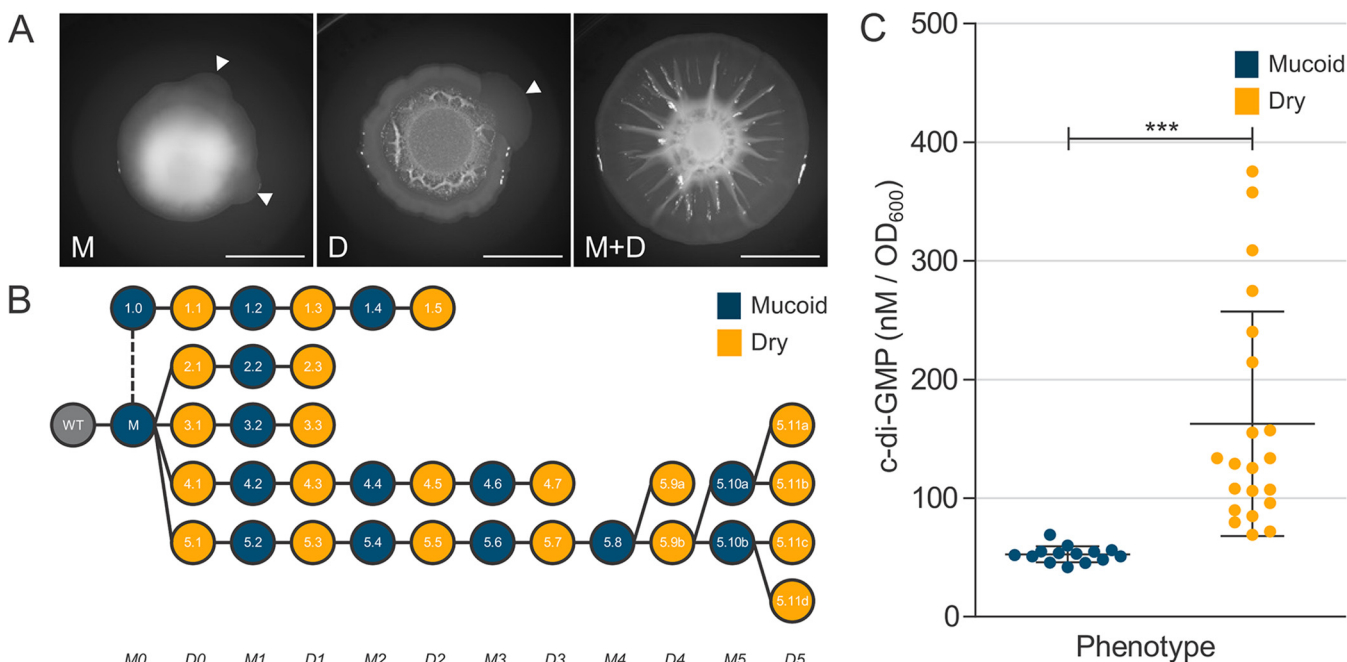 A
M
D
M+D
B
Mucoid
Dry
1.0 1.1 1.2 1.3 1.4 1.5
2.1 2.2 2.3
WT M 3.1 3.2 3.3 5.11a
4.1 4.2 4.3 4.4 4.5 4.6 4.7 5.9a 5.10a 5.11b
5.1 5.2 5.3 5.4 5.5 5.6 5.7 5.8 5.9b 5.10b 5.11c
5.11d
M0 D0 M1 D1 M2 D2 M3 D3 M4 D4 M5 D5
C
500
400
300
200
100
0
c-di-GMP (nM / OD600)
Mucoid
Dry
***
Phenotype